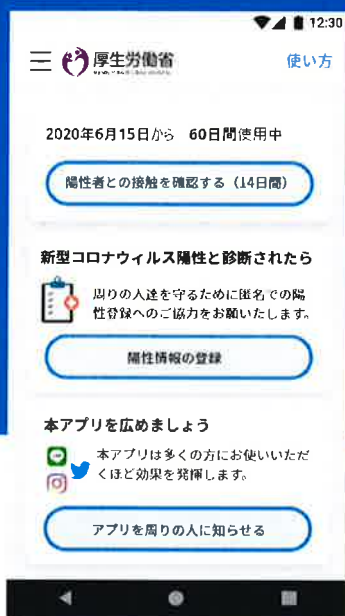 12:30
厚生労働省
使い方
2020年6月15日から 60日間使用中
陽性者との接触を確認する（14日間）
新型コロナウィルス陽性と診断されたら
周りの人達を守るために匿名での陽
性登録へのご協力をお願いいたします。
陽性情報の登録
本アプリを広めましょう
本アプリは多くの方にお使いいただ
くほど効果を発揮します。
アプリを周りの人に知らせる